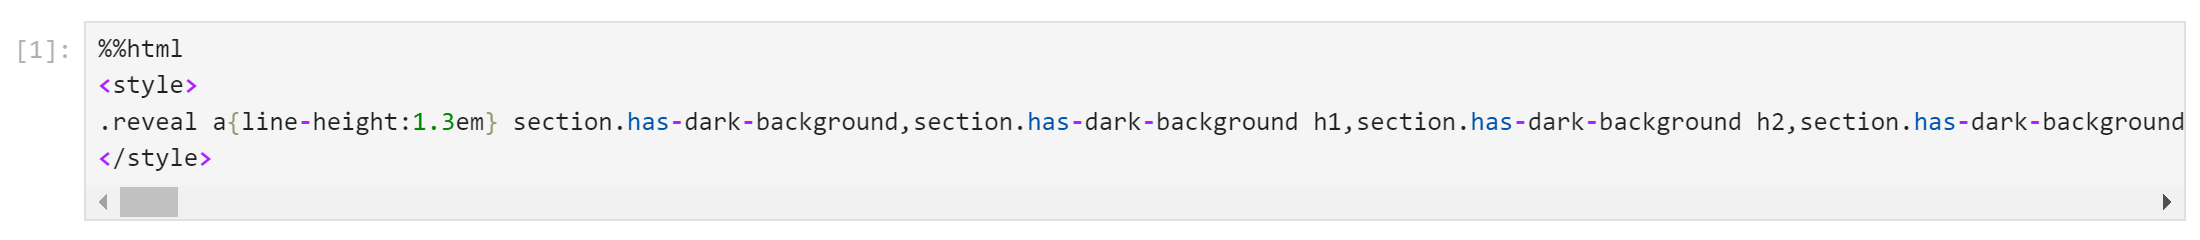 [1]:
%%html
<style>
.reveal a{line-height:1.3em} section.has-dark-background,section.has-dark-background h1,section.has-dark-background h2,section.has-dark-background
</style>